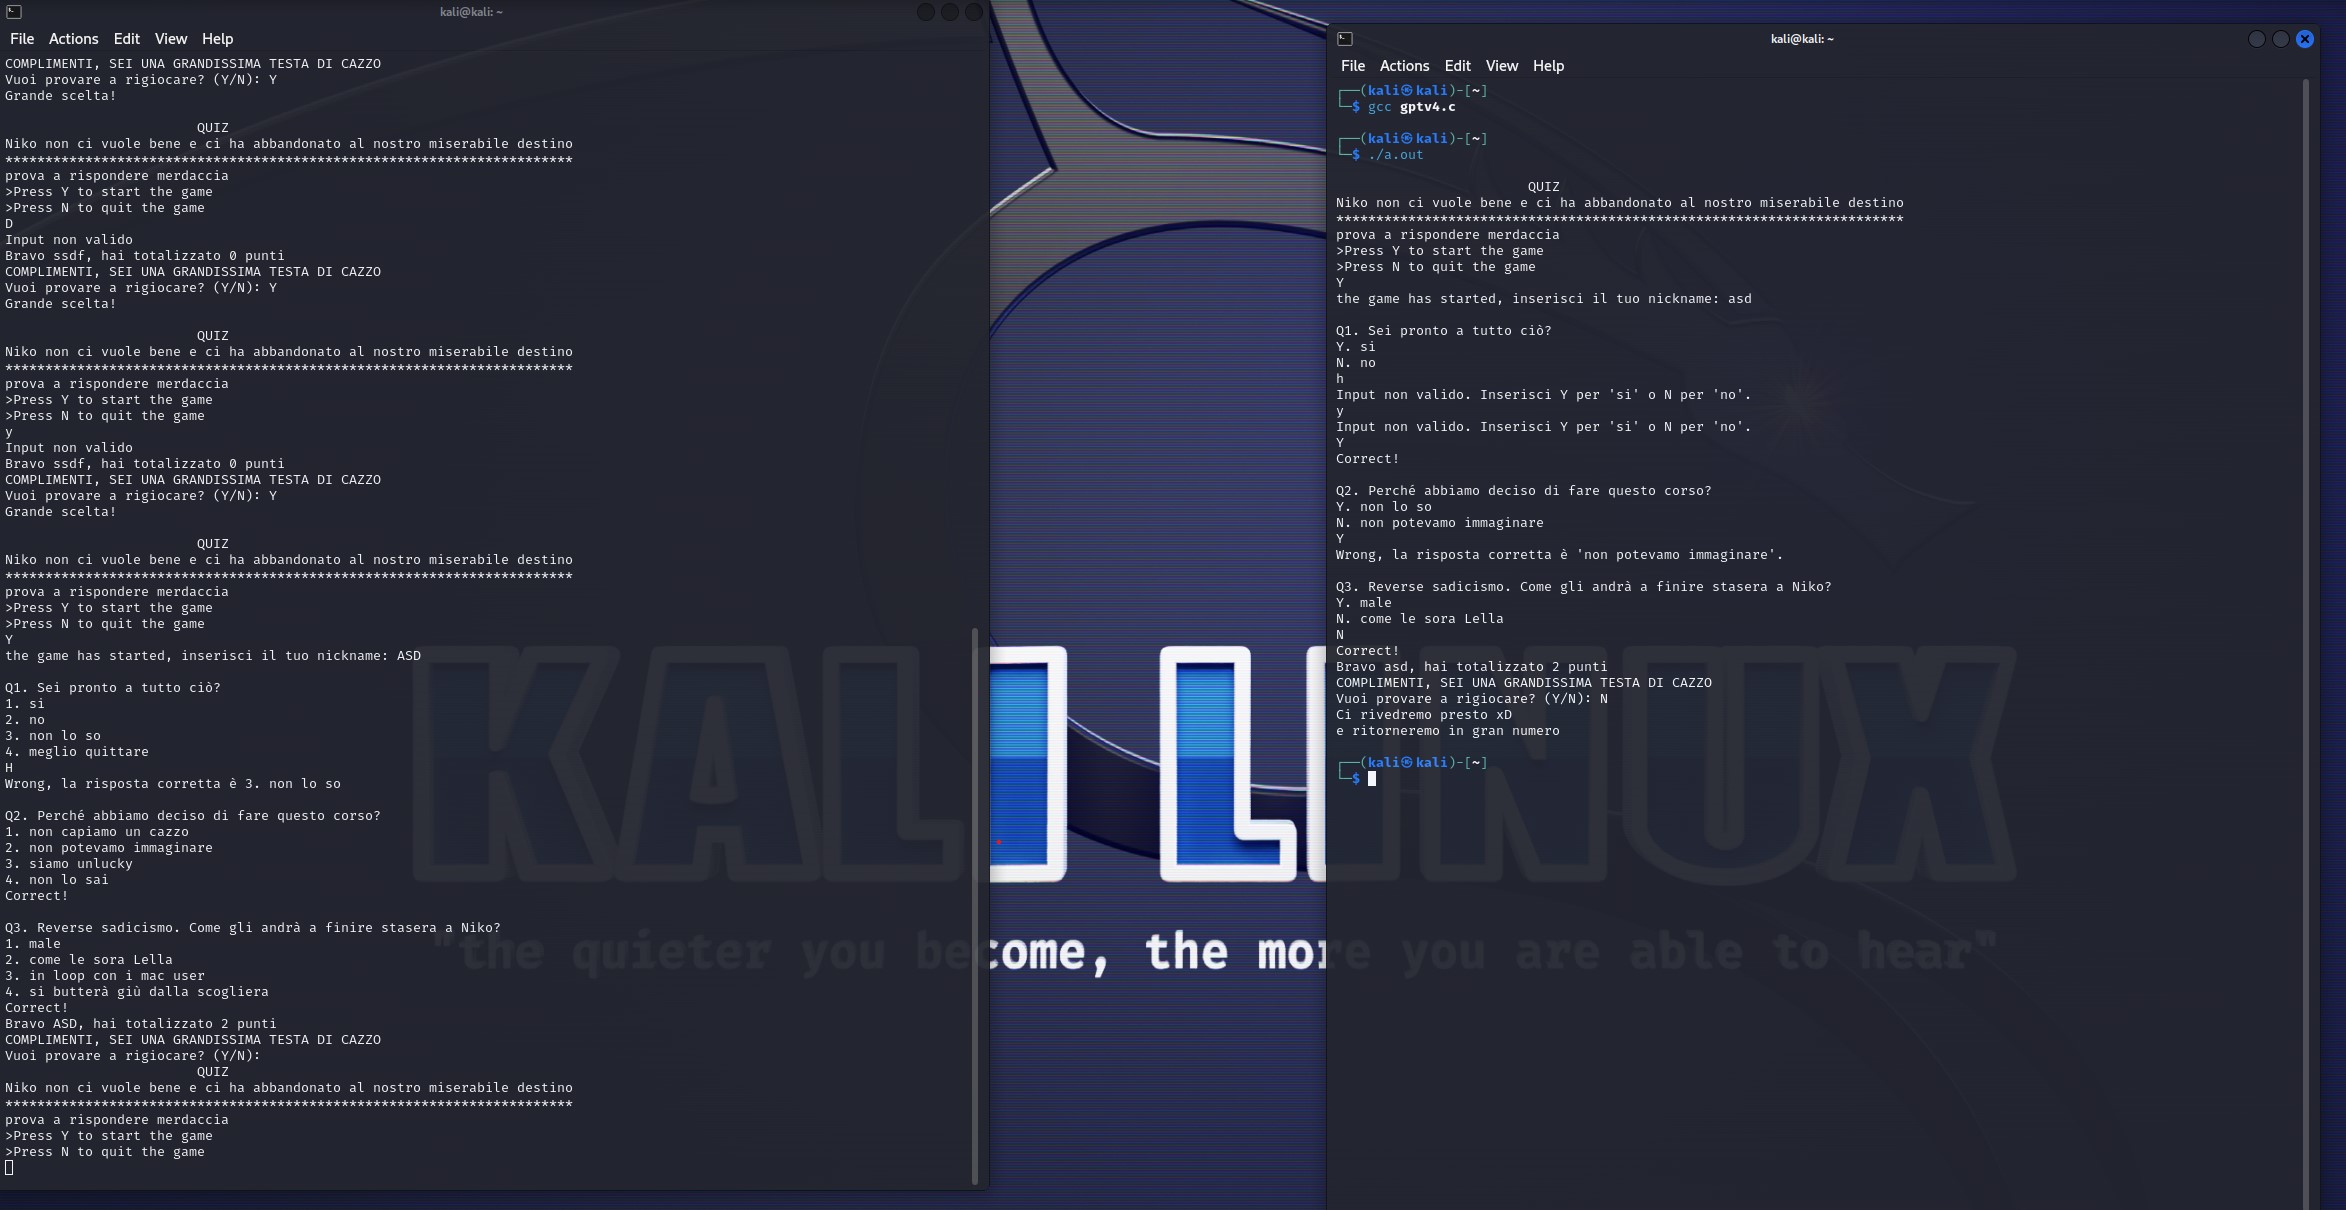 kali@kali: ~
File Actions Edit View Help
COMPLIMENTI, SEI UNA GRANDISSIMA TESTA DI CAZZO
Vuoi provare a rigiocare? (Y/N): Y
Grande scelta!
QUIZ
Niko non ci vuole bene e ci ha abbandonato al nostro miserabile destino
***********************************************************************
prova a rispondere merdaccia
>Press Y to start the game
>Press N to quit the game
D
Input non valido
Bravo ssdf, hai totalizzato 0 punti
COMPLIMENTI, SEI UNA GRANDISSIMA TESTA DI CAZZO
Vuoi provare a rigiocare? (Y/N): Y
Grande scelta!
QUIZ
Niko non ci vuole bene e ci ha abbandonato al nostro miserabile destino
***********************************************************************
prova a rispondere merdaccia
>Press Y to start the game
>Press N to quit the game
y
Input non valido
Bravo ssdf, hai totalizzato 0 punti
COMPLIMENTI, SEI UNA GRANDISSIMA TESTA DI CAZZO
Vuoi provare a rigiocare? (Y/N): Y
Grande scelta!
QUIZ
Niko non ci vuole bene e ci ha abbandonato al nostro miserabile destino
***********************************************************************
prova a rispondere merdaccia
>Press Y to start the game
>Press N to quit the game
Y
the game has started, inserisci il tuo nickname: ASD
Q1. Sei pronto a tutto ciò?
1. si
2. no
3. non lo so
4. meglio quittare
H
Wrong, la risposta corretta è 3. non lo so
Q2. Perché abbiamo deciso di fare questo corso?
1. non capiamo un cazzo
2. non potevamo immaginare
3. siamo unlucky
4. non lo sai
Correct!
Q3. Reverse sadicismo. Come gli andrà a finire stasera a Niko?
1. male
2. come le sora Lella
3. in loop con i mac user
4. si butterà giù dalla scogliera
Correct!
Bravo ASD, hai totalizzato 2 punti
COMPLIMENTI, SEI UNA GRANDISSIMA TESTA DI CAZZO
Vuoi provare a rigiocare? (Y/N):
QUIZ
Niko non ci vuole bene e ci ha abbandonato al nostro miserabile destino
***********************************************************************
prova a rispondere merdaccia
>Press Y to start the game
>Press N to quit the game
kali@kali: ~
File Actions Edit View Help
┌──(kali㉿kali)-[~]
└─$ gcc gptv4.c
┌──(kali㉿kali)-[~]
└─$ ./a.out
QUIZ
Niko non ci vuole bene e ci ha abbandonato al nostro miserabile destino
***********************************************************************
prova a rispondere merdaccia
>Press Y to start the game
>Press N to quit the game
Y
the game has started, inserisci il tuo nickname: asd
Q1. Sei pronto a tutto ciò?
Y. si
N. no
h
Input non valido. Inserisci Y per 'si' o N per 'no'.
y
Input non valido. Inserisci Y per 'si' o N per 'no'.
Y
Correct!
Q2. Perché abbiamo deciso di fare questo corso?
Y. non lo so
N. non potevamo immaginare
Y
Wrong, la risposta corretta è 'non potevamo immaginare'.
Q3. Reverse sadicismo. Come gli andrà a finire stasera a Niko?
Y. male
N. come le sora Lella
N
Correct!
Bravo asd, hai totalizzato 2 punti
COMPLIMENTI, SEI UNA GRANDISSIMA TESTA DI CAZZO
Vuoi provare a rigiocare? (Y/N): N
Ci rivedremo presto xD
e ritorneremo in gran numero
┌──(kali㉿kali)-[~]
└─$
KALI LINUX
"the quieter you become, the more you are able to hear"